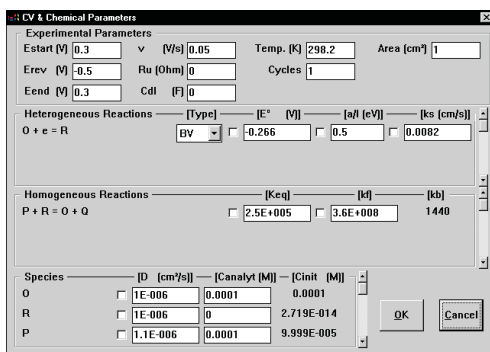 CV & Chemical Parameters
Experimental Parameters
Estart (V) 0.3 v (V/s) 0.05 Temp. (K) 298.2 Area (cm²) 1
Erev (V) -0.5 Ru (Ohm) 0 Cycles 1
Eend (V) 0.3 Cdl (F) 0
Heterogeneous Reactions [Type] [E° (V)] [a/l (eV)] [ks (cm/s)]
O + e = R BV -0.266 0.5 0.0082
Homogeneous Reactions [Keq] [kf] [kb]
P + R = O + Q 2.5E+005 3.6E+008 1440
Species [D (cm²/s)] [Canalyt (M)] [Cinit (M)]
O 1E-006 0.0001 0.0001
R 1E-006 0 2.719E-014
P 1.1E-006 0.0001 9.999E-005
OK Cancel